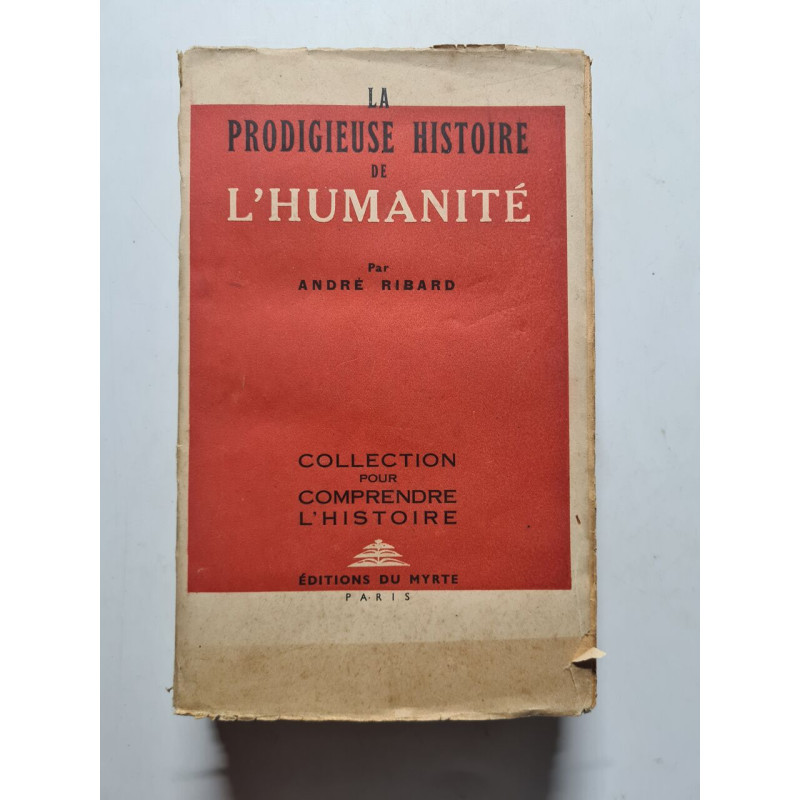 LA
PRODIGIEUSE HISTOIRE
DE
L'HUMANITÉ
Par
ANDRÉ RIBARD
COLLECTION
POUR
COMPRENDRE
L'HISTOIRE
ÉDITIONS DU MYRTE
PARIS